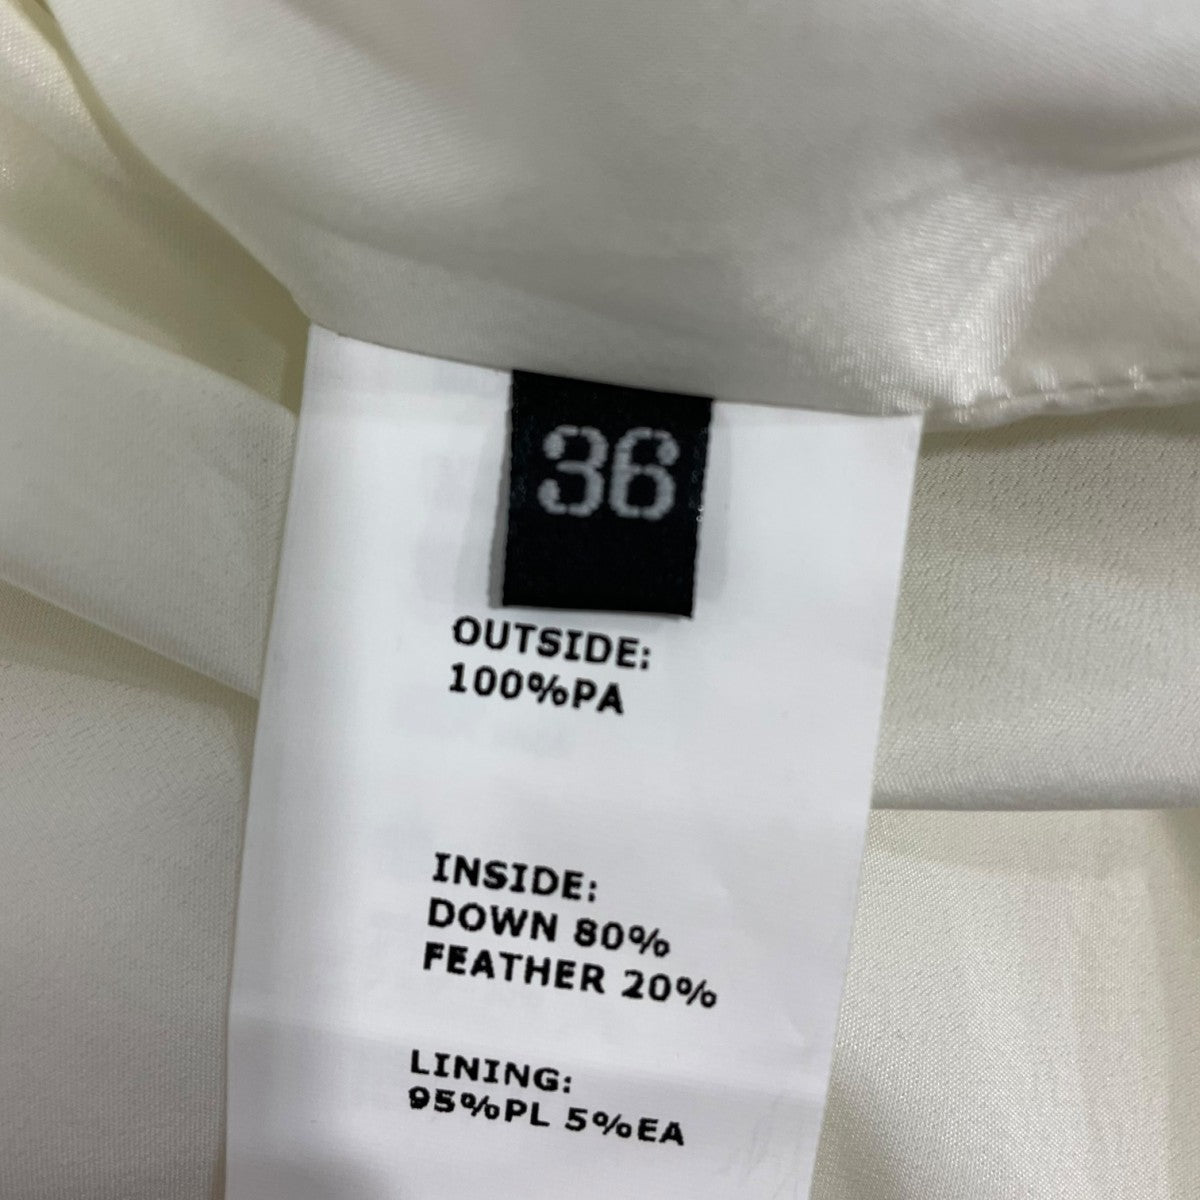 36
OUTSIDE:
100%PA
INSIDE:
DOWN 80%
FEATHER 20%
LINING:
95%PL 5%EA